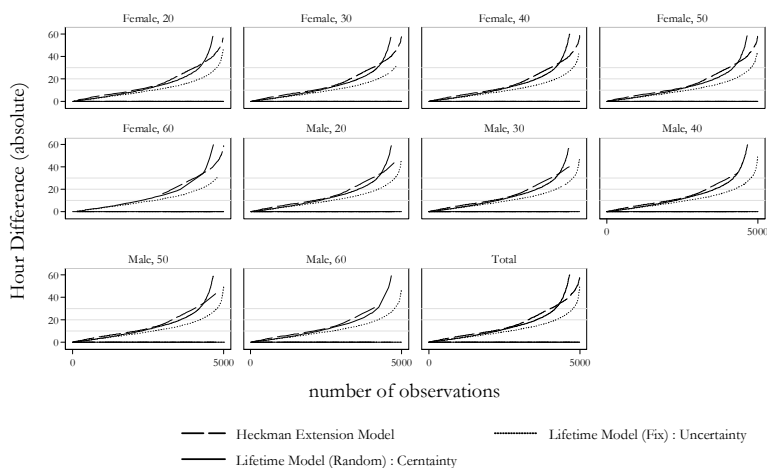 Female, 20
Female, 30
Female, 40
Female, 50
60
40
20
0
Female, 60
Male, 20
Male, 30
Male, 40
60
40
20
0
0
5000
Male, 50
Male, 60
Total
60
40
20
0
0
5000
0
5000
0
5000
Hour Difference (absolute)
number of observations
Heckman Extension Model
Lifetime Model (Fix) : Uncertainty
Lifetime Model (Random) : Cerntainty